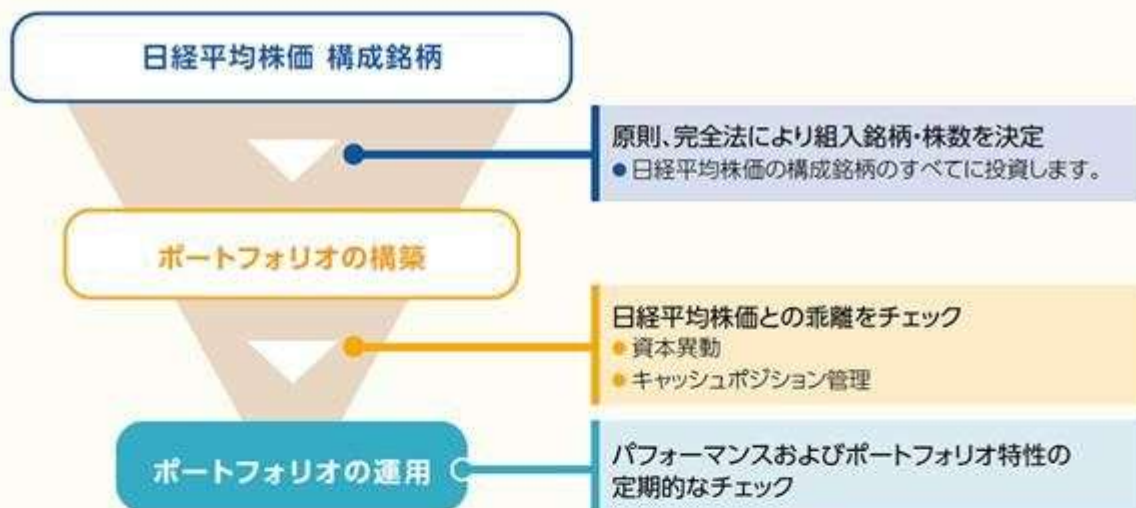 日経平均株価 構成銘柄
原則、完全法により組入銘柄・株数を決定
● 日経平均株価の構成銘柄のすべてに投資します。
ポートフォリオの構築
日経平均株価との乖離をチェック
● 資本異動
● キャッシュポジション管理
ポートフォリオの運用
パフォーマンスおよびポートフォリオ特性の
定期的なチェック